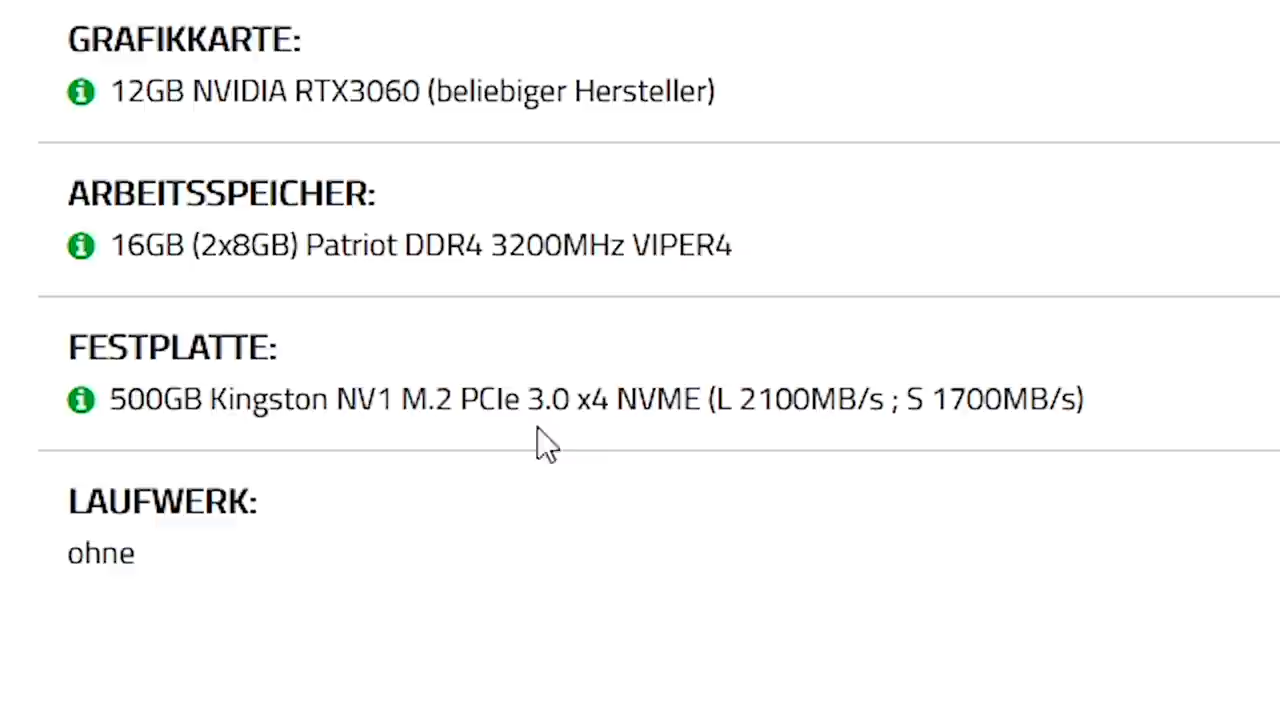 GRAFIKKARTE:
12GB NVIDIA RTX3060 (beliebiger Hersteller)
ARBEITSSPEICHER:
16GB (2x8GB) Patriot DDR4 3200MHz VIPER4
FESTPLATTE:
500GB Kingston NV1 M.2 PCIe 3.0 x4 NVME (L 2100MB/s ; S 1700MB/s)
LAUFWERK:
ohne